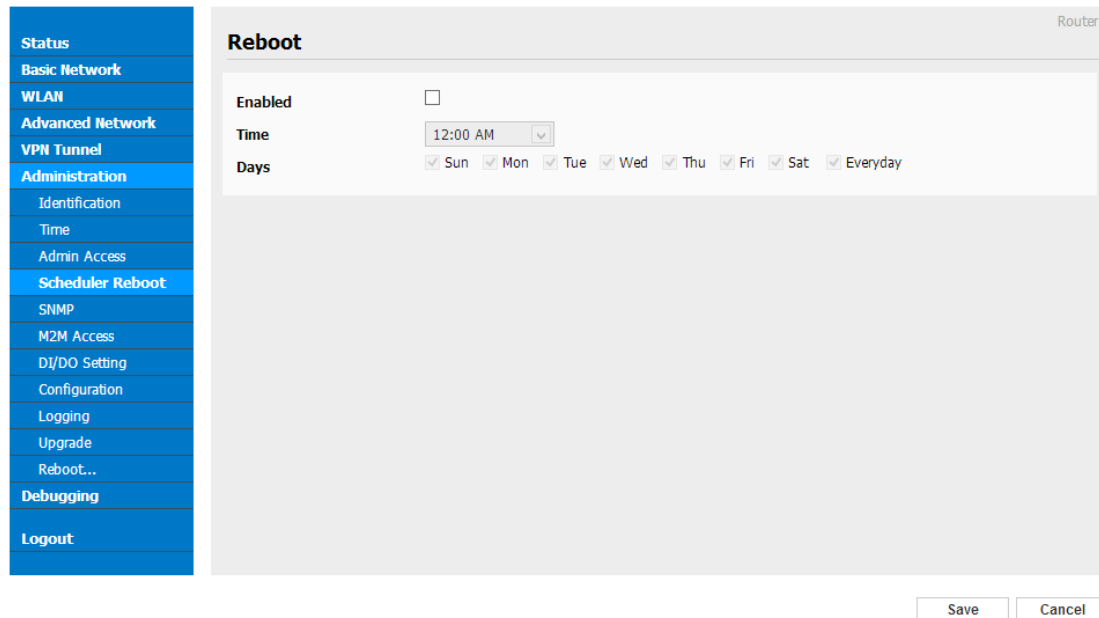 Router
Status
Basic Network
WLAN
Advanced Network
VPN Tunnel
Administration
Identification
Time
Admin Access
Scheduler Reboot
SNMP
M2M Access
DI/DO Setting
Configuration
Logging
Upgrade
Reboot...
Debugging
Logout
Reboot
Enabled
Time 12:00 AM
Days Sun Mon Tue Wed Thu Fri Sat Everyday
Save Cancel